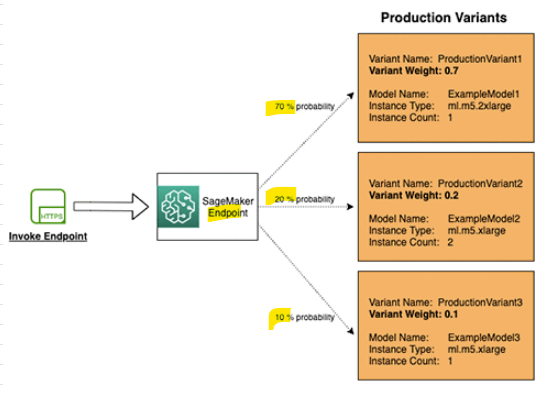 Production Variants
Variant Name: ProductionVariant1
Variant Weight: 0.7
Model Name: ExampleModel1
Instance Type: ml.m5.2xlarge
Instance Count: 1
70 % probability
Variant Name: ProductionVariant2
Variant Weight: 0.2
Model Name: ExampleModel2
Instance Type: ml.m5.xlarge
Instance Count: 2
20 % probability
SageMaker
Endpoint
HTTPS
Invoke Endpoint
Variant Name: ProductionVariant3
Variant Weight: 0.1
Model Name: ExampleModel3
Instance Type: ml.m5.xlarge
Instance Count: 1
10 % probability